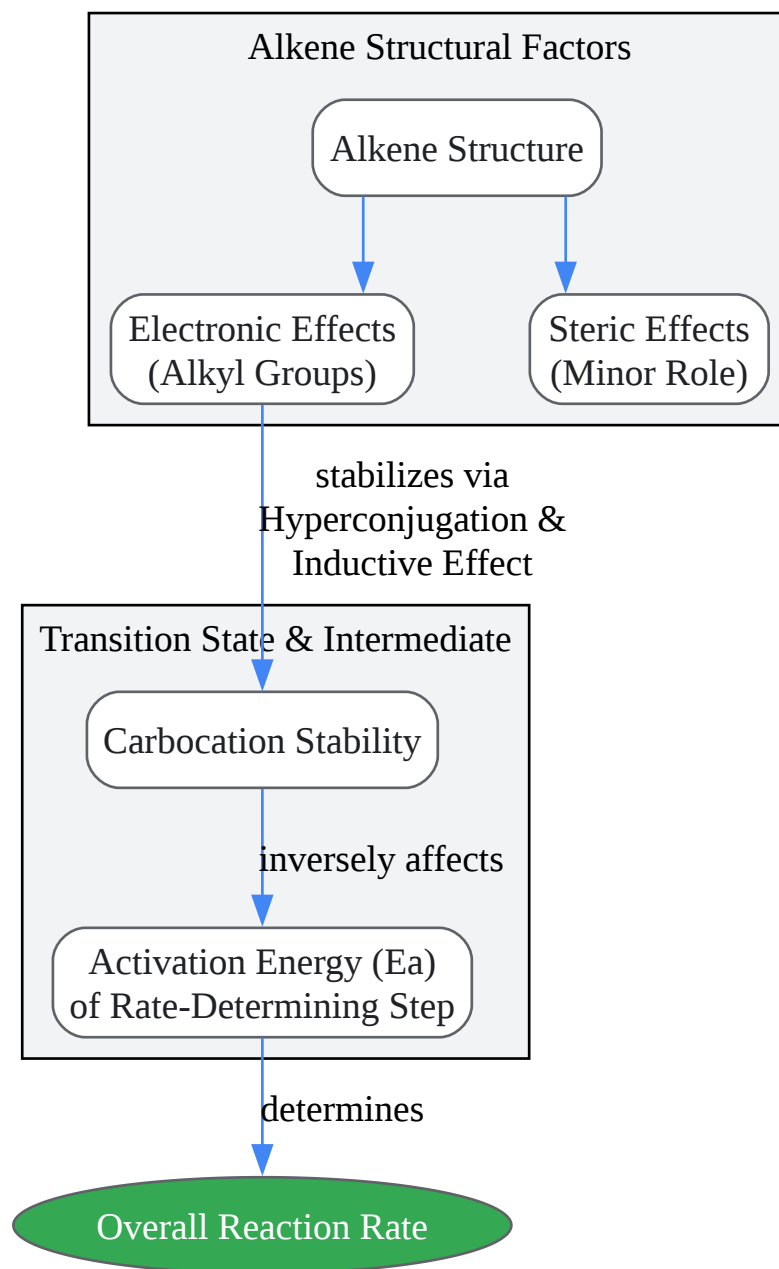 Alkene Structural Factors
Alkene Structure
Electronic Effects
(Alkyl Groups)
Steric Effects
(Minor Role)
stabilizes via
Hyperconjugation &
Inductive Effect
Transition State & Intermediate
Carbocation Stability
inversely affects
Activation Energy (Ea)
of Rate-Determining Step
determines
Overall Reaction Rate